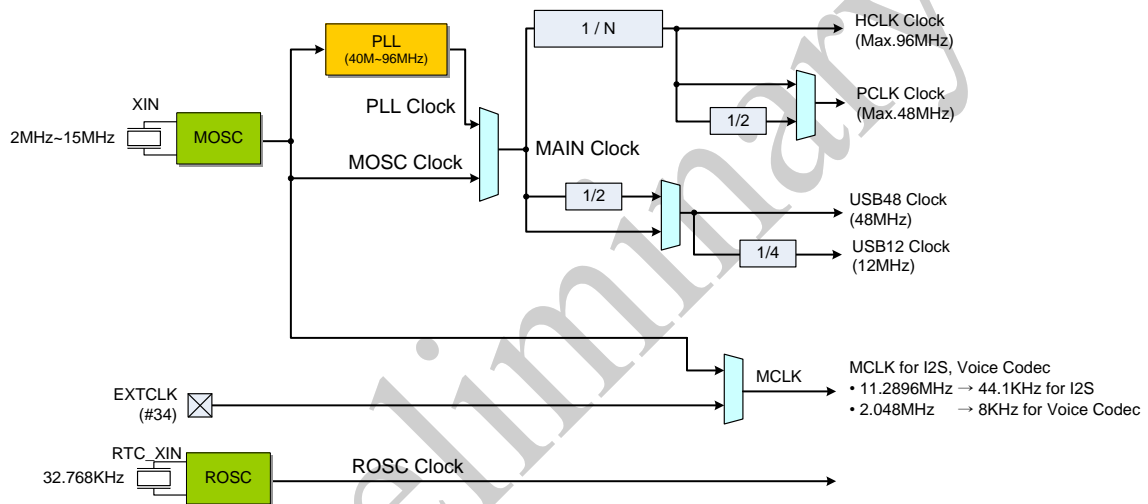 PLL
(40M~96MHz)
1 / N
HCLK Clock
(Max.96MHz)
XIN
2MHz~15MHz
MOSC
PLL Clock
MOSC Clock
MAIN Clock
1/2
PCLK Clock
(Max.48MHz)
1/2
USB48 Clock
(48MHz)
1/4
USB12 Clock
(12MHz)
EXTCLK
(#34)
MCLK
MCLK for I2S, Voice Codec
• 11.2896MHz → 44.1KHz for I2S
• 2.048MHz → 8KHz for Voice Codec
RTC_XIN
32.768KHz
ROSC
ROSC Clock
eliminary